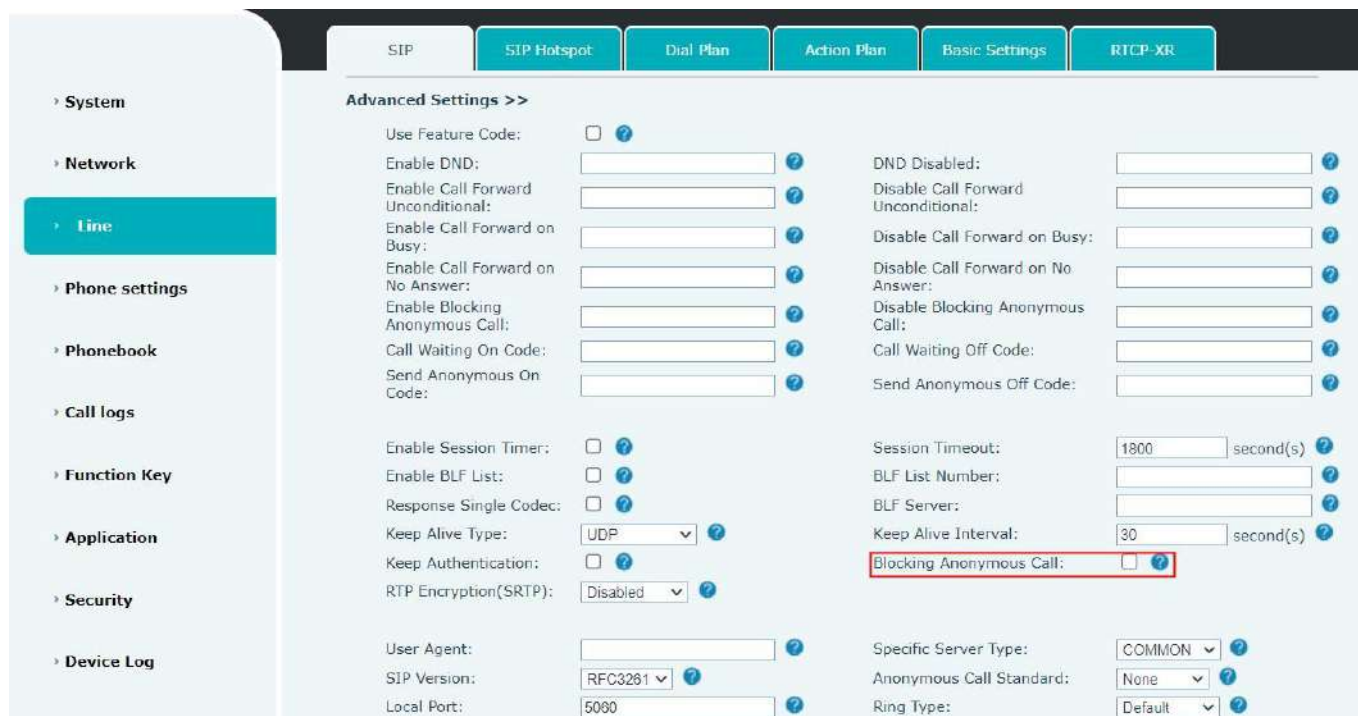 SIP
SIP Hotspot
Dial Plan
Action Plan
Basic Settings
RTCP-XR
› System
› Network
› Line
› Phone settings
› Phonebook
› Call logs
› Function Key
› Application
› Security
› Device Log
Advanced Settings >>
Use Feature Code:
Enable DND:
DND Disabled:
Enable Call Forward
Unconditional:
Disable Call Forward
Unconditional:
Enable Call Forward on
Busy:
Disable Call Forward on Busy:
Enable Call Forward on
No Answer:
Disable Call Forward on No
Answer:
Enable Blocking
Anonymous Call:
Disable Blocking Anonymous
Call:
Call Waiting On Code:
Call Waiting Off Code:
Send Anonymous On
Code:
Send Anonymous Off Code:
Enable Session Timer:
Session Timeout: 1800 second(s)
Enable BLF List:
BLF List Number:
Response Single Codec:
BLF Server:
Keep Alive Type: UDP
Keep Alive Interval: 30 second(s)
Keep Authentication:
Blocking Anonymous Call:
RTP Encryption(SRTP): Disabled
User Agent:
Specific Server Type: COMMON
SIP Version: RFC3261
Anonymous Call Standard: None
Local Port: 5060
Ring Type: Default